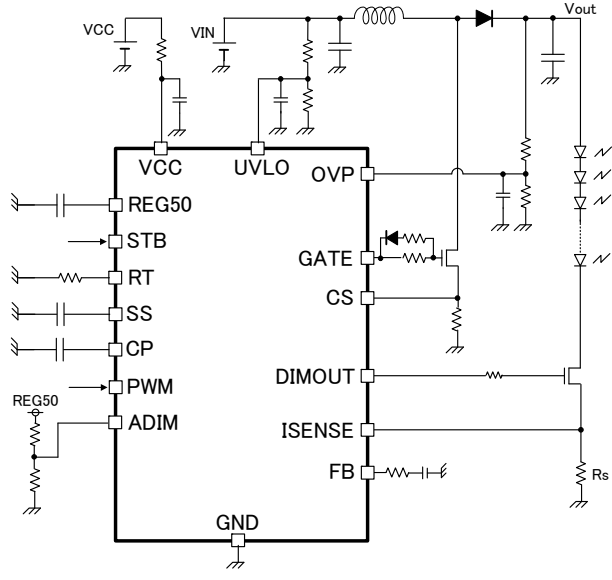 Vout
VCC
VIN
VCC
UVLO
OVP
REG50
STB
GATE
RT
CS
SS
CP
DIMOUT
PWM
REG50
ADIM
ISENSE
FB
Rs
GND